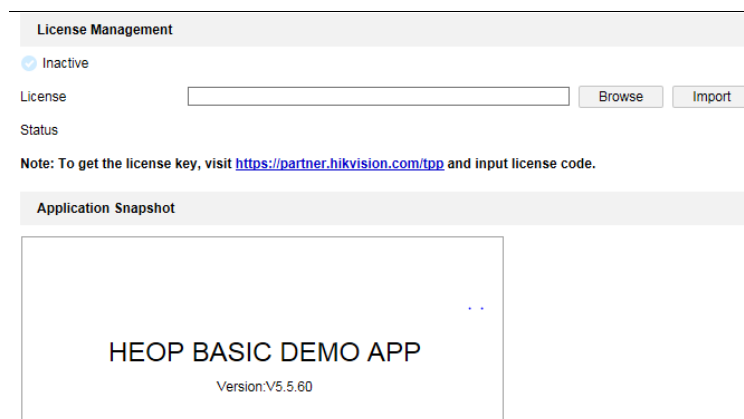 License Management
Inactive
License Browse Import
Status
Note: To get the license key, visit https://partner.hikvision.com/tpp and input license code.
Application Snapshot
HEOP BASIC DEMO APP
Version:V5.5.60